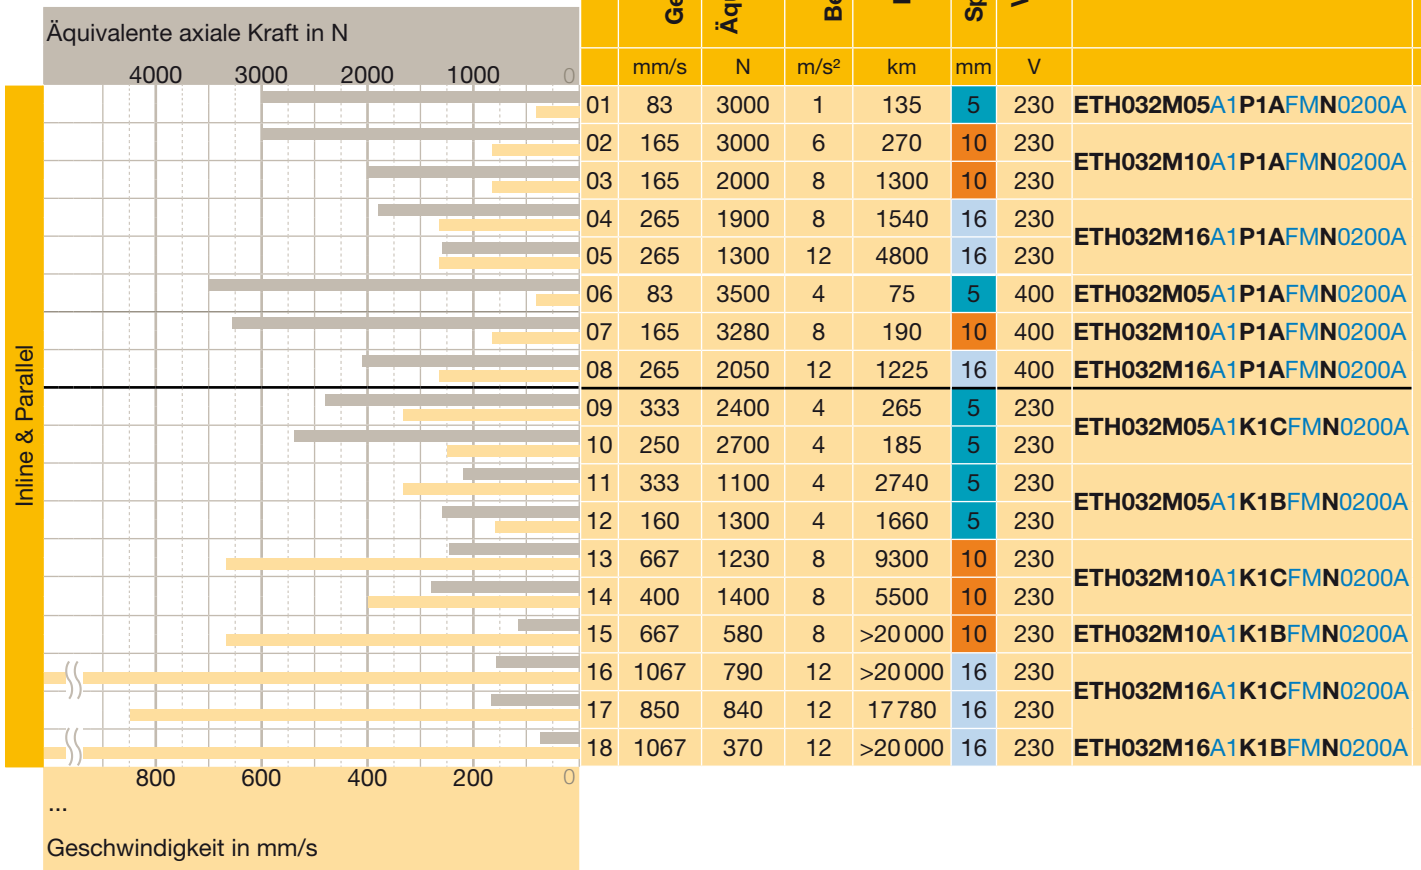 Äquivalente axiale Kraft in N
4000 3000 2000 1000 0
mm/s N m/s² km mm V
Inline & Parallel
01 83 3000 1 135 5 230 ETH032M05A1P1AFMN0200A
02 165 3000 6 270 10 230
ETH032M10A1P1AFMN0200A
03 165 2000 8 1300 10 230
04 265 1900 8 1540 16 230
ETH032M16A1P1AFMN0200A
05 265 1300 12 4800 16 230
06 83 3500 4 75 5 400 ETH032M05A1P1AFMN0200A
07 165 3280 8 190 10 400 ETH032M10A1P1AFMN0200A
08 265 2050 12 1225 16 400 ETH032M16A1P1AFMN0200A
09 333 2400 4 265 5 230
ETH032M05A1K1CFMN0200A
10 250 2700 4 185 5 230
11 333 1100 4 2740 5 230
ETH032M05A1K1BFMN0200A
12 160 1300 4 1660 5 230
13 667 1230 8 9300 10 230
ETH032M10A1K1CFMN0200A
14 400 1400 8 5500 10 230
15 667 580 8 >20 000 10 230 ETH032M10A1K1BFMN0200A
16 1067 790 12 >20 000 16 230
ETH032M16A1K1CFMN0200A
17 850 840 12 17 780 16 230
18 1067 370 12 >20 000 16 230 ETH032M16A1K1BFMN0200A
800 600 400 200 0
...
Geschwindigkeit in mm/s